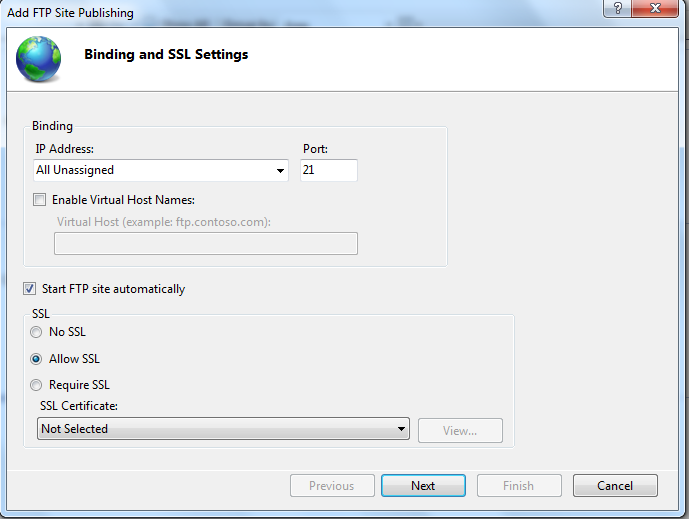 Add FTP Site Publishing
?
Binding and SSL Settings
Binding
IP Address:
Port:
All Unassigned
21
Enable Virtual Host Names:
Virtual Host (example: ftp.contoso.com):
Start FTP site automatically
SSL
No SSL
Allow SSL
Require SSL
SSL Certificate:
Not Selected
View...
Previous
Next
Finish
Cancel